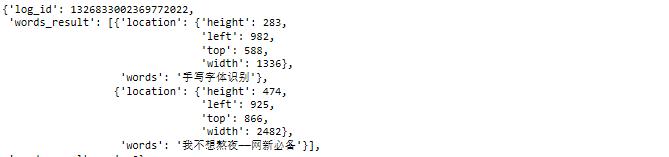 {'log_id': 1326833002369772022,
'words_result': [{'location': {'height': 283,
'left': 982,
'top': 588,
'width': 1336},
'words': '手写字体识别'},
{'location': {'height': 474,
'left': 925,
'top': 866,
'width': 2482},
'words': '我不想熬夜——网新必备'}],